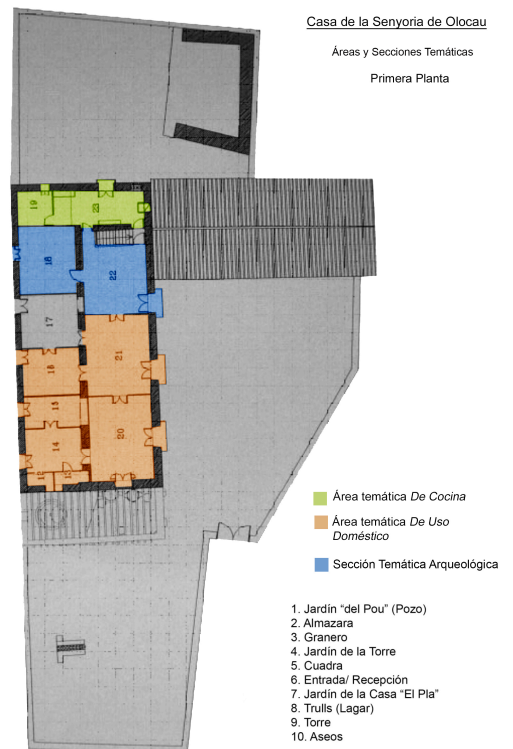 Casa de la Senyoria de Olocau
Áreas y Secciones Temáticas
Primera Planta
19
23
18
22
17
21
16
15
14
20
12
Área temática De Cocina
Área temática De Uso
Doméstico
Sección Temática Arqueológica
1. Jardín “del Pou” (Pozo)
2. Almazara
3. Granero
4. Jardín de la Torre
5. Cuadra
6. Entrada/ Recepción
7. Jardín de la Casa “El Pla”
8. Trulls (Lagar)
9. Torre
10. Aseos